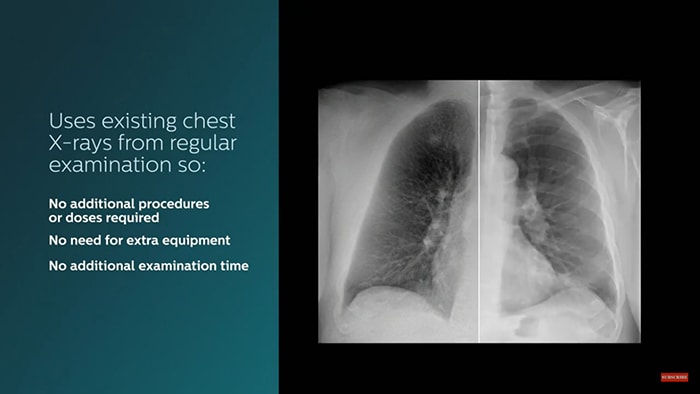 Uses existing chest
X-rays from regular
examination so:
No additional procedures
or doses required
No need for extra equipment
No additional examination time
SUBSCRIBE